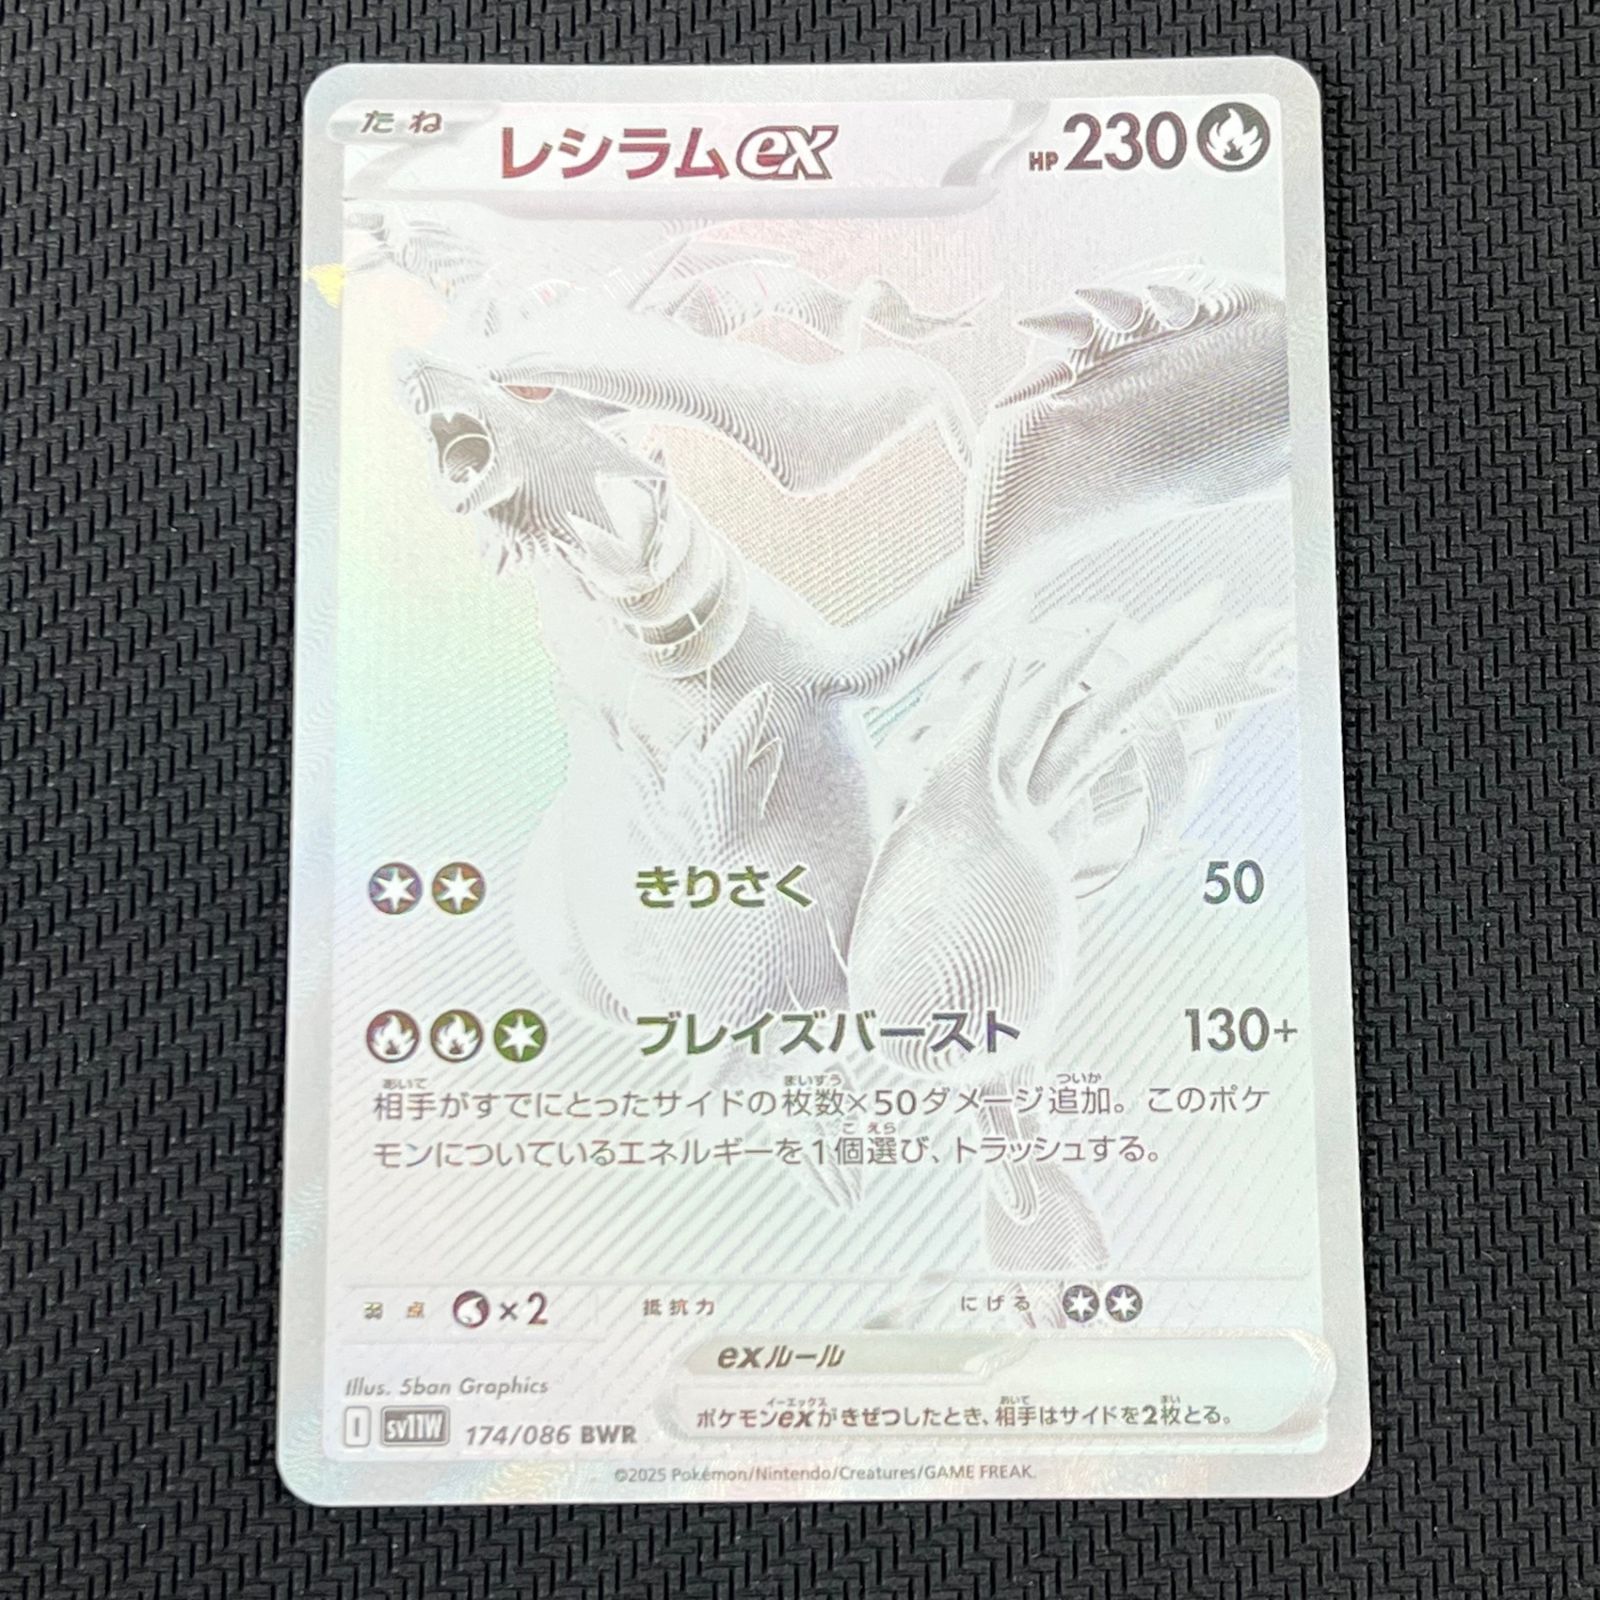 たね レシラムex HP230
きりさく 50
ブレイズバースト 130+
相手がすでにとったサイドの枚数×50ダメージ追加。このポケ
モンについているエネルギーを1個選び、トラッシュする。
弱点 ×2 抵抗力 にげる
exルール
ポケモンexがきぜつしたとき、相手はサイドを2枚とる。
Illus. 5ban Graphics
I SV11W 174/086 BWR
©2025 Pokémon/Nintendo/Creatures/GAME FREAK.